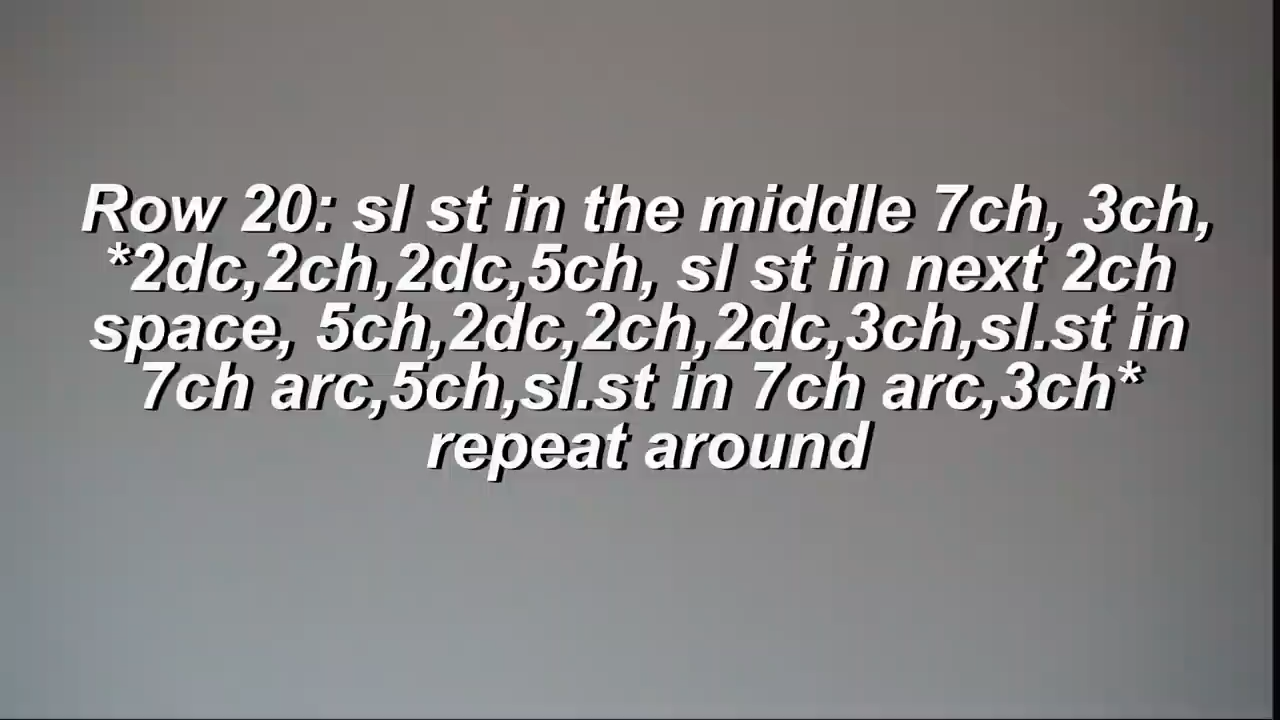 Row 20: sl st in the middle 7ch, 3ch,
*2dc,2ch,2dc,5ch, sl st in next 2ch
space, 5ch,2dc,2ch,2dc,3ch,sl.st in
7ch arc,5ch,sl.st in 7ch arc,3ch*
repeat around